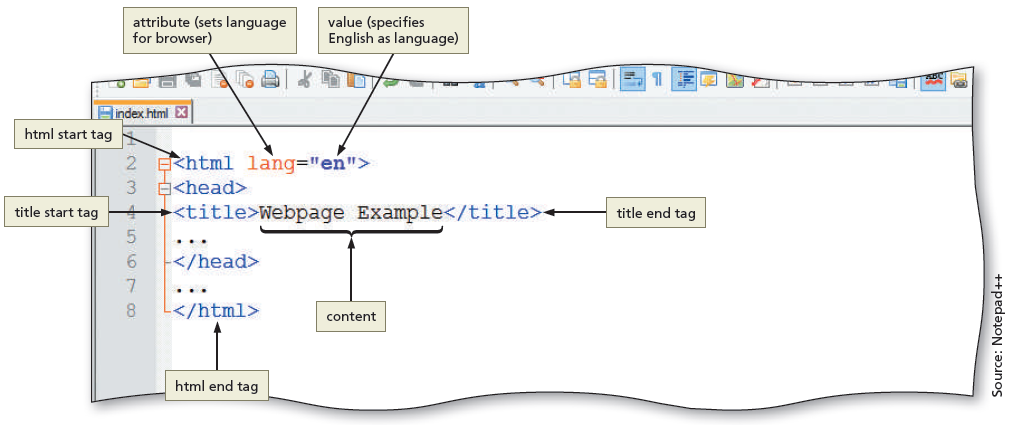 attribute (sets language
for browser)
value (specifies
English as language)
index.html
html start tag
1
2 <html lang="en">
3 <head>
title start tag
4 <title>Webpage Example</title>
title end tag
5 ...
6 </head>
7 ...
content
8 </html>
html end tag
Source: Notepad++